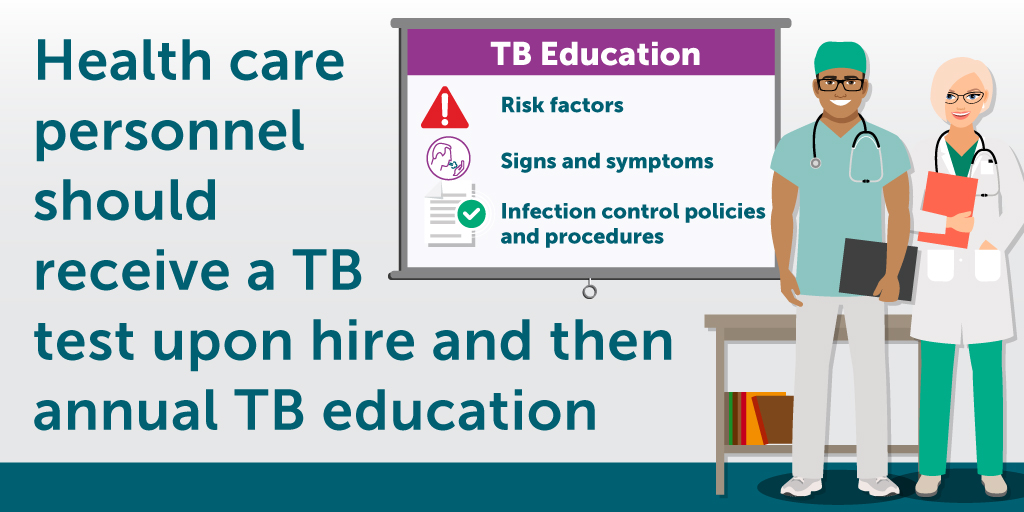 Health care
personnel
should
receive a TB
test upon hire and then
annual TB education
TB Education
Risk factors
Signs and symptoms
Infection control policies
and procedures